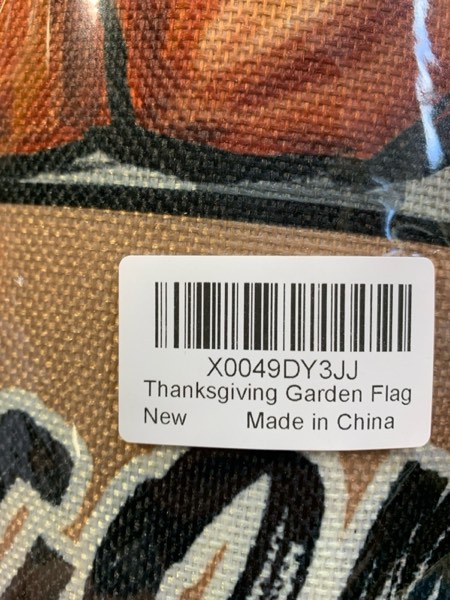 X0049DY3JJ
Thanksgiving Garden Flag
New Made in China